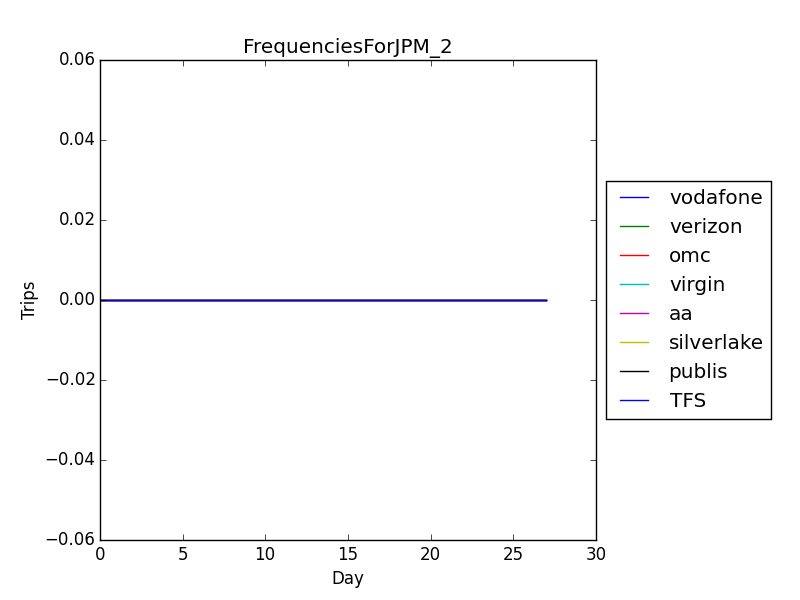 FrequenciesForJPM_2
0.06
0.04
0.02
0.00
−0.02
−0.04
−0.06
Trips
0 5 10 15 20 25 30
Day
vodafone
verizon
omc
virgin
aa
silverlake
publis
TFS